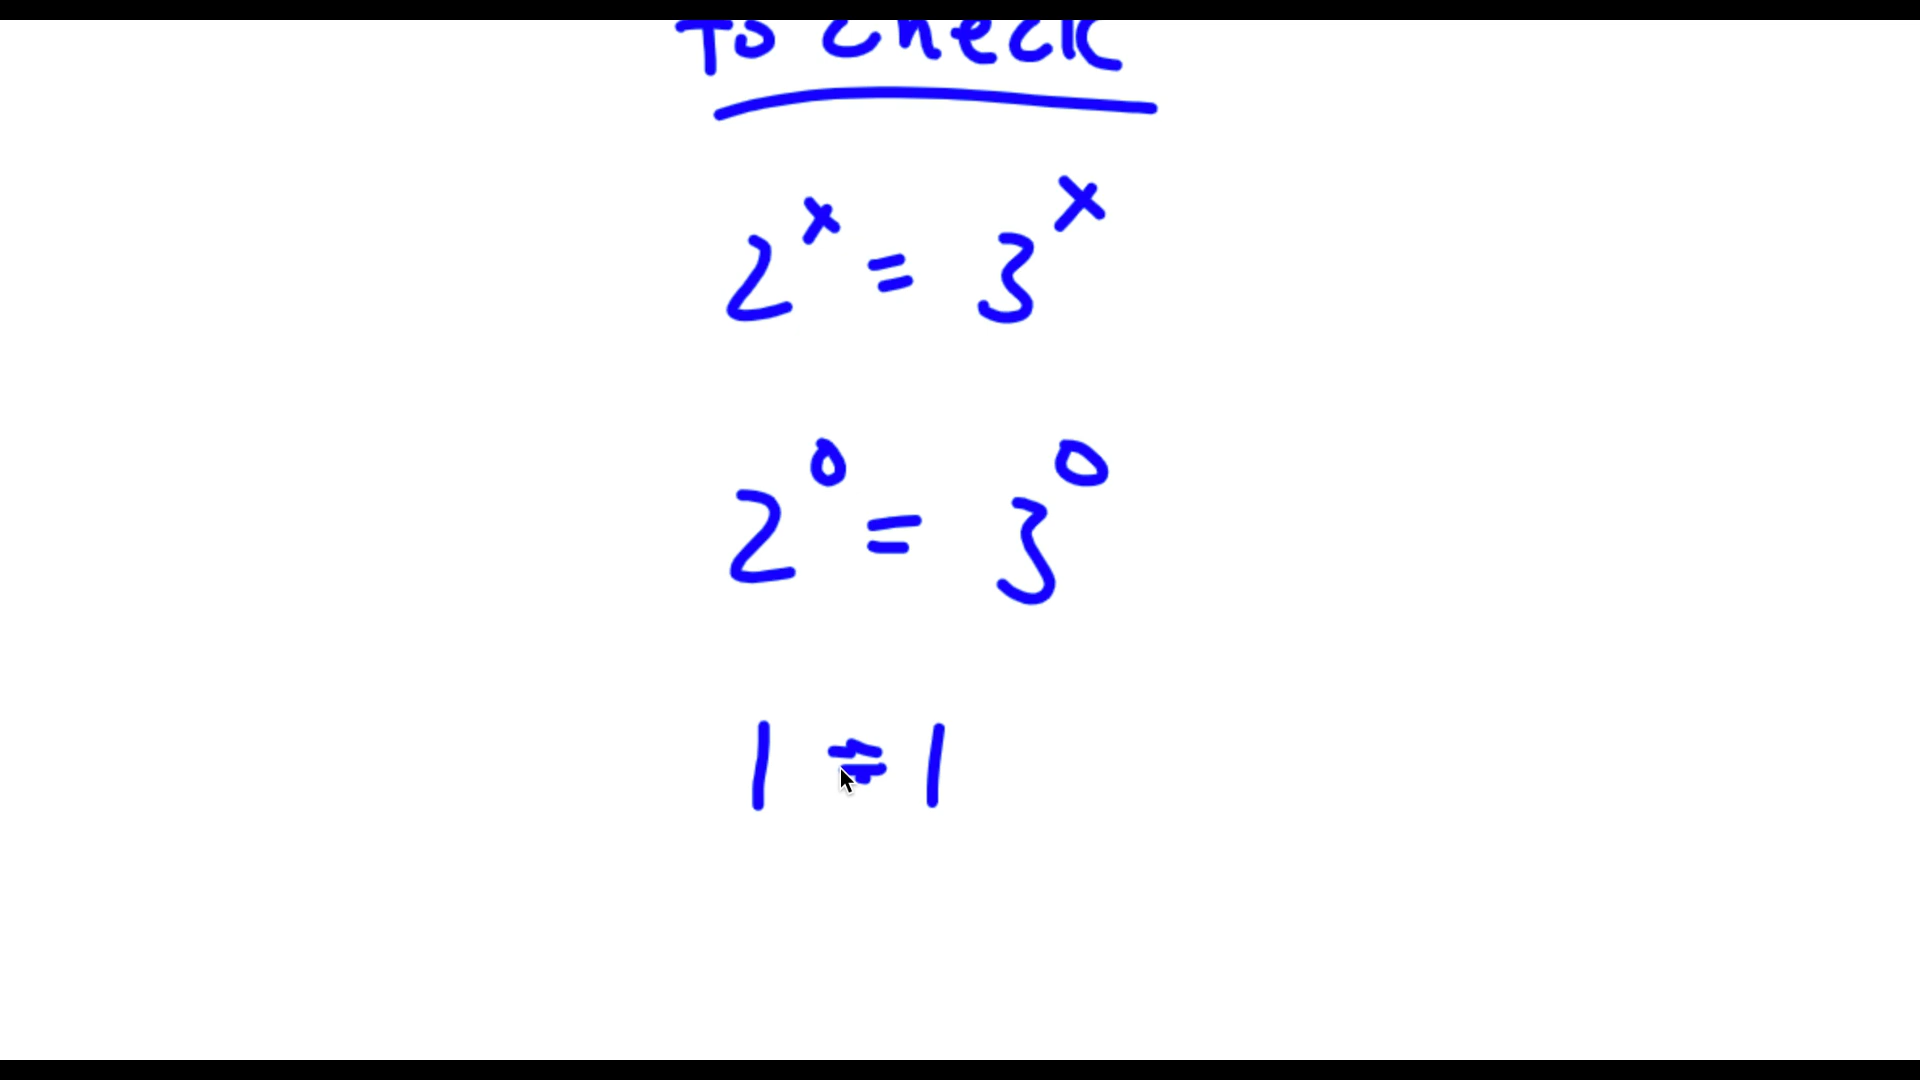 To check
2^x = 3^x
2^0 = 3^0
1 = 1